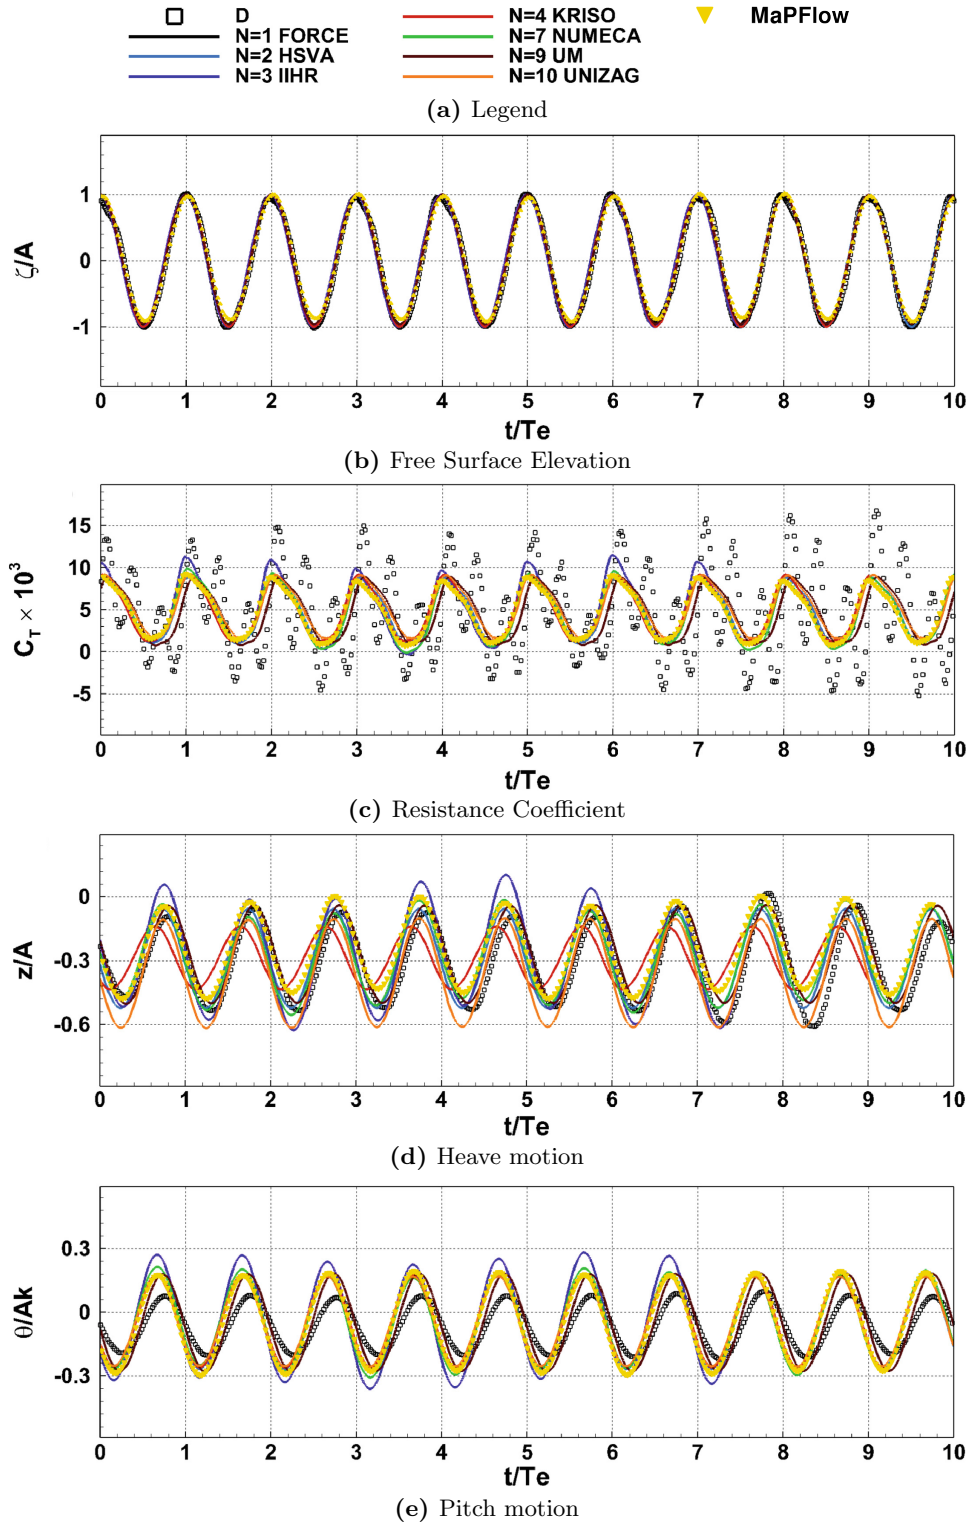 D
N=1 FORCE
N=2 HSVA
N=3 IIHR
N=4 KRISO
N=7 NUMECA
N=9 UM
N=10 UNIZAG
MaPFlow
(a) Legend
ζ/A
1
0
-1
0 1 2 3 4 5 6 7 8 9 10
t/Te
(b) Free Surface Elevation
C_T × 10³
15
10
5
0
-5
0 1 2 3 4 5 6 7 8 9 10
t/Te
(c) Resistance Coefficient
z/A
0
-0.3
-0.6
0 1 2 3 4 5 6 7 8 9 10
t/Te
(d) Heave motion
θ/Ak
0.3
0
-0.3
0 1 2 3 4 5 6 7 8 9 10
t/Te
(e) Pitch motion